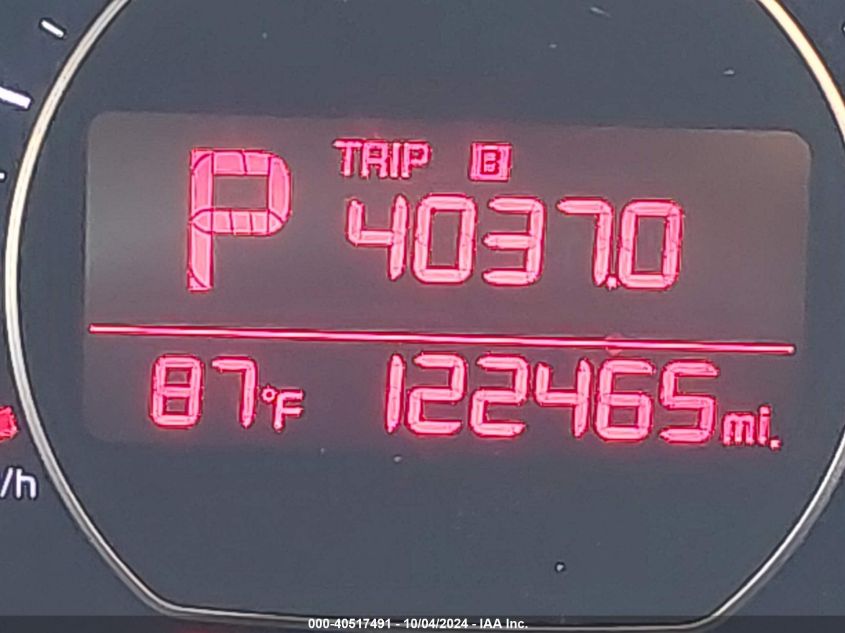 TRIP B
P 4037.0
87°F 122465 mi.
/h
000-40517491 - 10/04/2024 - IAA Inc.